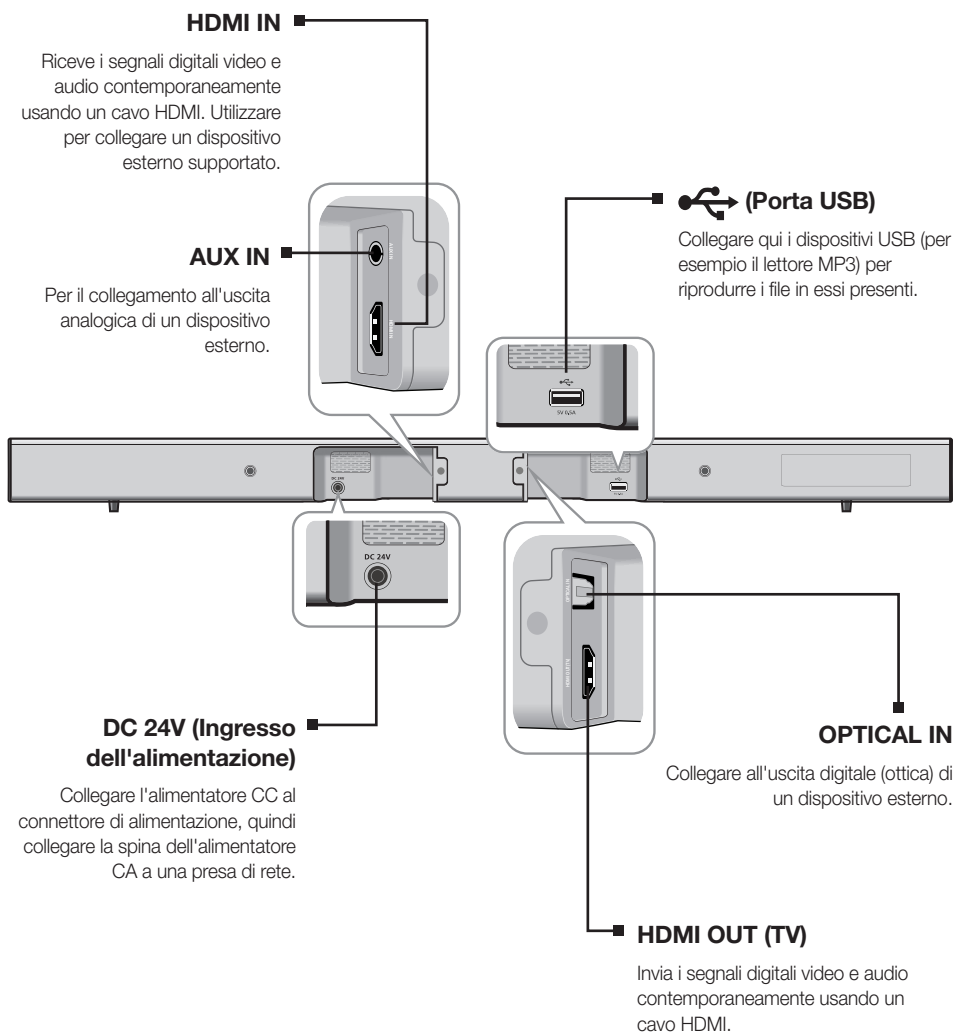 HDMI IN
Riceve i segnali digitali video e
audio contemporaneamente
usando un cavo HDMI. Utilizzare
per collegare un dispositivo
esterno supportato.
AUX IN
Per il collegamento all'uscita
analogica di un dispositivo
esterno.
(Porta USB)
Collegare qui i dispositivi USB (per
esempio il lettore MP3) per
riprodurre i file in essi presenti.
5V 0.5A
DC 24V
DC 24V
DC 24V (Ingresso
dell'alimentazione)
Collegare l'alimentatore CC al
connettore di alimentazione, quindi
collegare la spina dell'alimentatore
CA a una presa di rete.
OPTICAL IN
Collegare all'uscita digitale (ottica) di
un dispositivo esterno.
HDMI OUT (TV)
Invia i segnali digitali video e audio
contemporaneamente usando un
cavo HDMI.